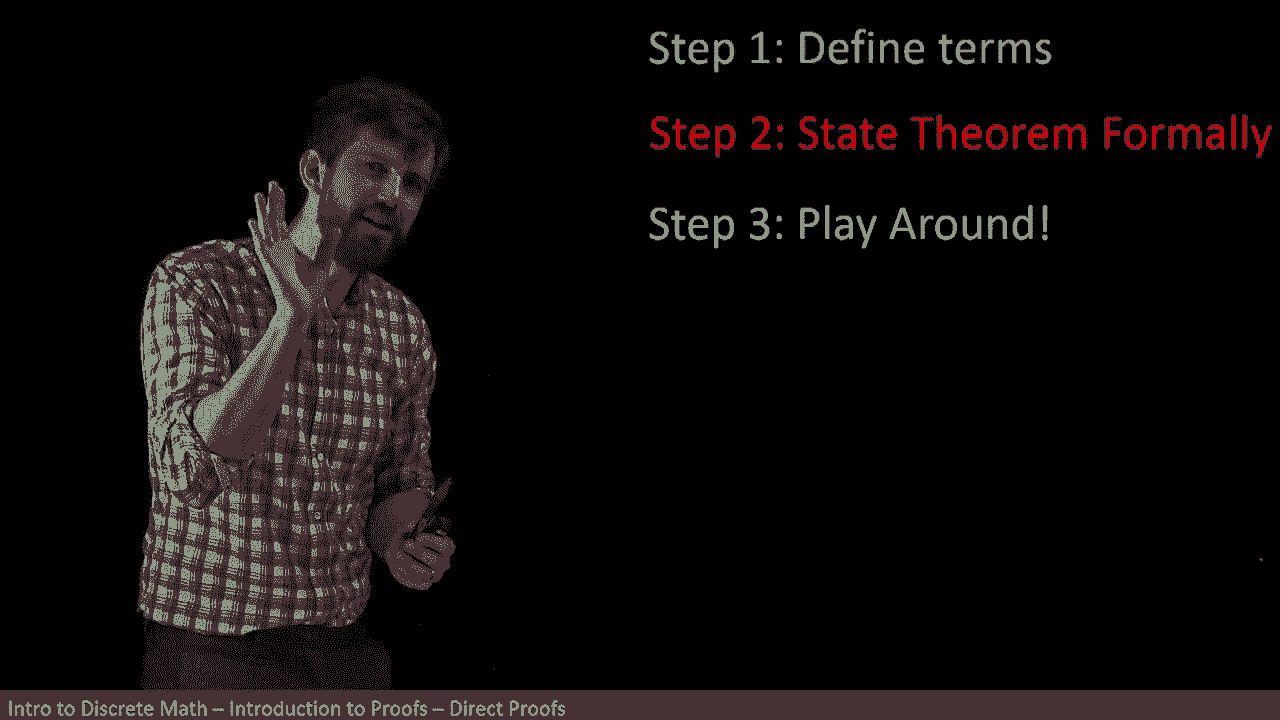 Step 1: Define terms
Step 2: State Theorem Formally
Step 3: Play Around!
Intro to Discrete Math – Introduction to Proofs – Direct Proofs